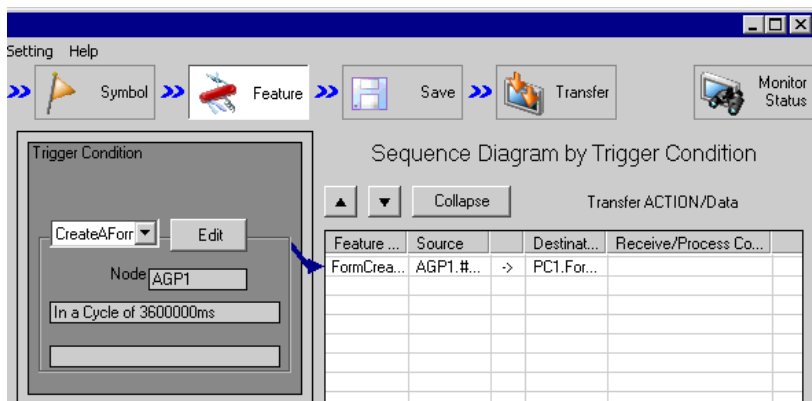 Setting Help
Symbol Feature Save Transfer Monitor Status
Trigger Condition
Sequence Diagram by Trigger Condition
Collapse Transfer ACTION/Data
CreateAForr Edit
Feature ... Source Destinat... Receive/Process Co...
FormCrea... AGP1.#... -> PC1.For...
Node AGP1
In a Cycle of 3600000ms